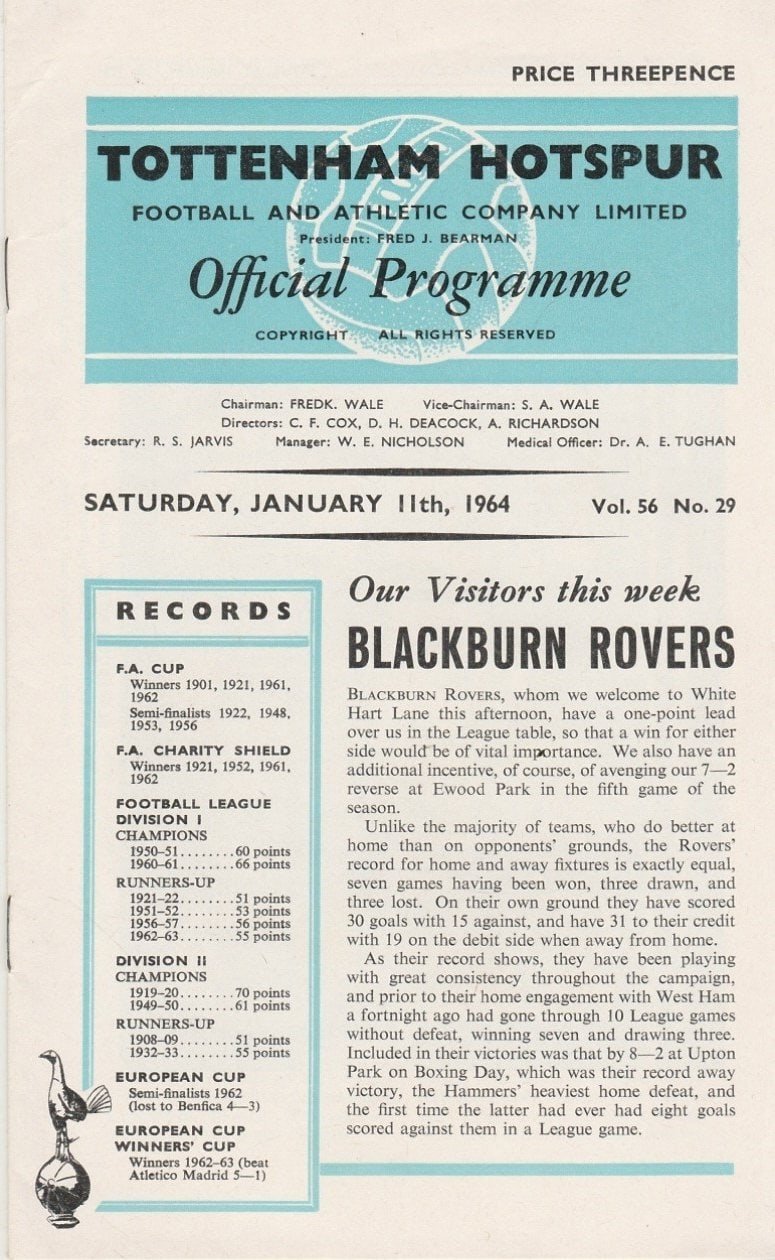 PRICE THREEPENCE
TOTTENHAM HOTSPUR
FOOTBALL AND ATHLETIC COMPANY LIMITED
President: FRED J. BEARMAN
Official Programme
COPYRIGHT ALL RIGHTS RESERVED
Chairman: FREDK. WALE Vice-Chairman: S. A. WALE
Directors: C. F. COX, D. H. DEACOCK, A. RICHARDSON
Secretary: R. S. JARVIS Manager: W. E. NICHOLSON Medical Officer: Dr. A. E. TUGHAN
SATURDAY, JANUARY 11th, 1964 Vol. 56 No. 29
RECORDS
F.A. CUP
Winners 1901, 1921, 1961,
1962
Semi-finalists 1922, 1948,
1953, 1956
F.A. CHARITY SHIELD
Winners 1921, 1952, 1961,
1962
FOOTBALL LEAGUE
DIVISION I
CHAMPIONS
1950–51........60 points
1960–61........66 points
RUNNERS-UP
1921–22........51 points
1951–52........53 points
1956–57........56 points
1962–63........55 points
DIVISION II
CHAMPIONS
1919–20........70 points
1949–50........61 points
RUNNERS-UP
1908–09........51 points
1932–33........55 points
EUROPEAN CUP
Semi-finalists 1962
(lost to Benfica 4—3)
EUROPEAN CUP
WINNERS' CUP
Winners 1962–63 (beat
Atletico Madrid 5—1)
Our Visitors this week
BLACKBURN ROVERS
BLACKBURN ROVERS, whom we welcome to White
Hart Lane this afternoon, have a one-point lead
over us in the League table, so that a win for either
side would be of vital importance. We also have an
additional incentive, of course, of avenging our 7—2
reverse at Ewood Park in the fifth game of the
season.
Unlike the majority of teams, who do better at
home than on opponents' grounds, the Rovers'
record for home and away fixtures is exactly equal,
seven games having been won, three drawn, and
three lost. On their own ground they have scored
30 goals with 15 against, and have 31 to their credit
with 19 on the debit side when away from home.
As their record shows, they have been playing
with great consistency throughout the campaign,
and prior to their home engagement with West Ham
a fortnight ago had gone through 10 League games
without defeat, winning seven and drawing three.
Included in their victories was that by 8—2 at Upton
Park on Boxing Day, which was their record away
victory, the Hammers' heaviest home defeat, and
the first time the latter had ever had eight goals
scored against them in a League game.